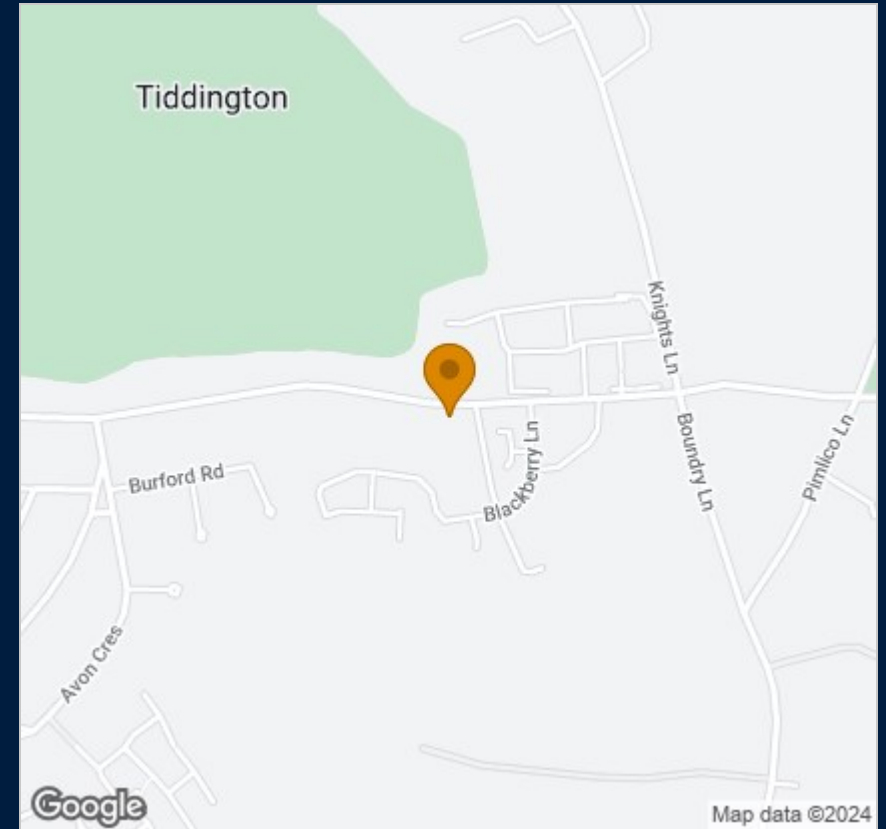 Tiddington
Knights Ln
Boundry Ln
Pimlico Ln
Blackberry Ln
Burford Rd
Avon Cres
Google
Map data ©2024